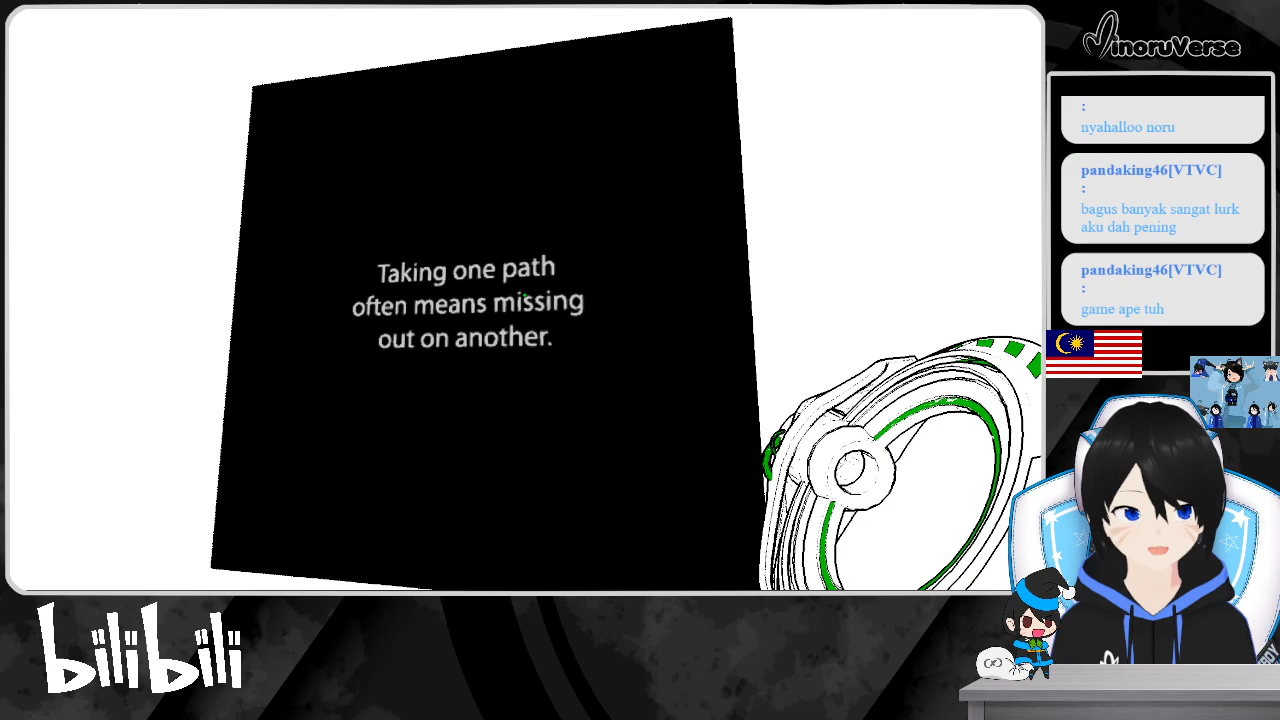 Taking one path
often means missing
out on another.
MinoruVerse
:
nyahalloo noru
pandaking46[VTVC]
:
bagus banyak sangat lurk
aku dah pening
pandaking46[VTVC]
:
game ape tuh
bilibili